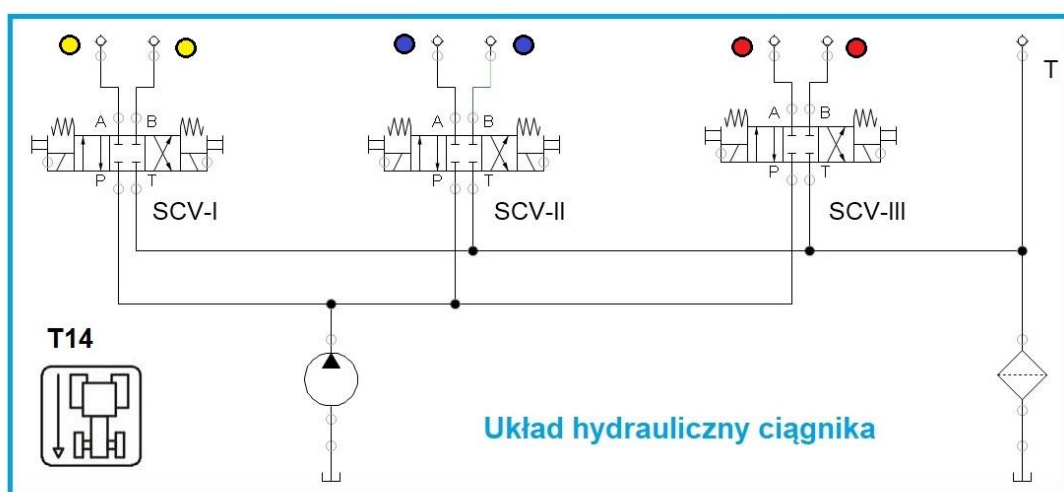 T
A B
P T
SCV-I
A B
P T
SCV-II
A B
P T
SCV-III
T14
Układ hydrauliczny ciągnika